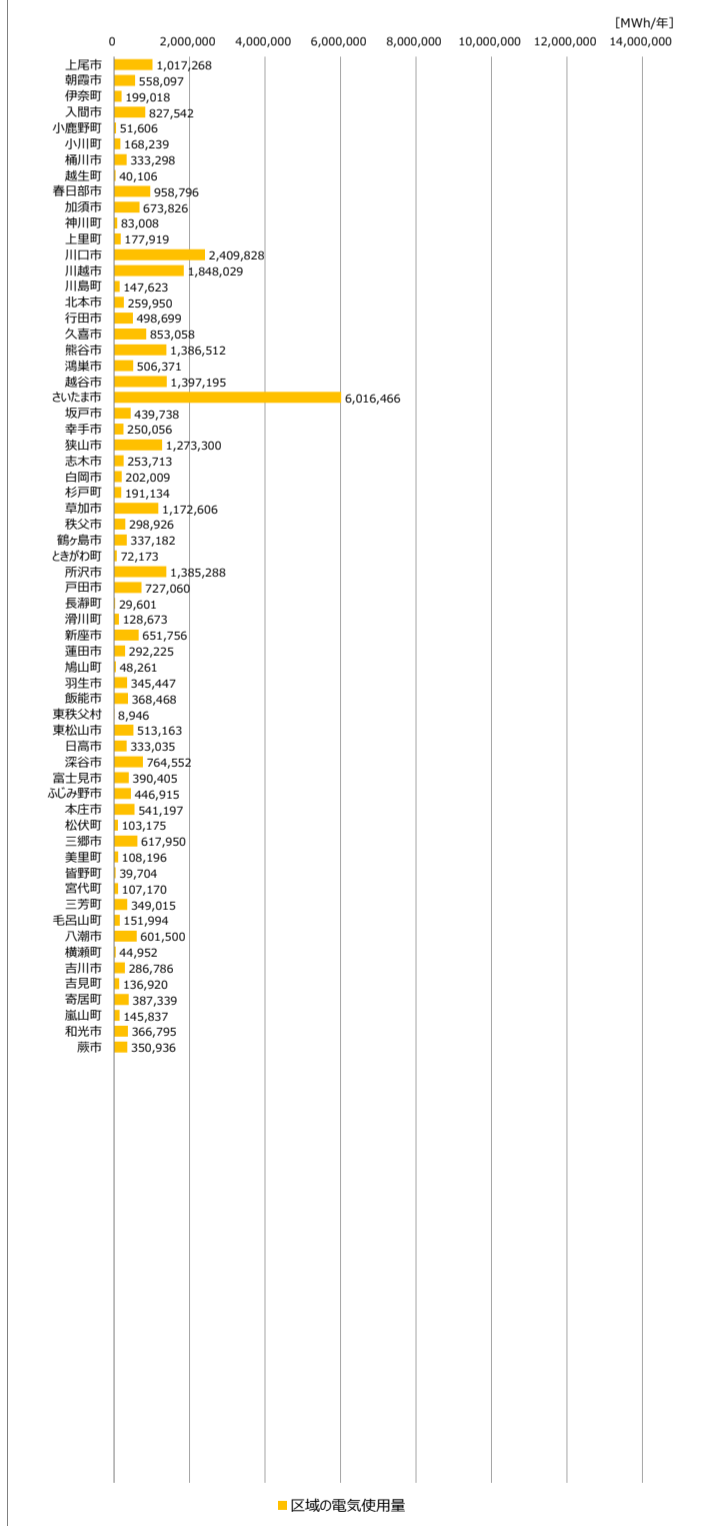 [MWh/年]
0 2,000,000 4,000,000 6,000,000 8,000,000 10,000,000 12,000,000 14,000,000
上尾市 1,017,268
朝霞市 558,097
伊奈町 199,018
入間市 827,542
小鹿野町 51,606
小川町 168,239
桶川市 333,298
越生町 40,106
春日部市 958,796
加須市 673,826
神川町 83,008
上里町 177,919
川口市 2,409,828
川越市 1,848,029
川島町 147,623
北本市 259,950
行田市 498,699
久喜市 853,058
熊谷市 1,386,512
鴻巣市 506,371
越谷市 1,397,195
さいたま市 6,016,466
坂戸市 439,738
幸手市 250,056
狭山市 1,273,300
志木市 253,713
白岡市 202,009
杉戸町 191,134
草加市 1,172,606
秩父市 298,926
鶴ヶ島市 337,182
ときがわ町 72,173
所沢市 1,385,288
戸田市 727,060
長瀞町 29,601
滑川町 128,673
新座市 651,756
蓮田市 292,225
鳩山町 48,261
羽生市 345,447
飯能市 368,468
東秩父村 8,946
東松山市 513,163
日高市 333,035
深谷市 764,552
富士見市 390,405
ふじみ野市 446,915
本庄市 541,197
松伏町 103,175
三郷市 617,950
美里町 108,196
皆野町 39,704
宮代町 107,170
三芳町 349,015
毛呂山町 151,994
八潮市 601,500
横瀬町 44,952
吉川市 286,786
吉見町 136,920
寄居町 387,339
嵐山町 145,837
和光市 366,795
蕨市 350,936
区域の電気使用量